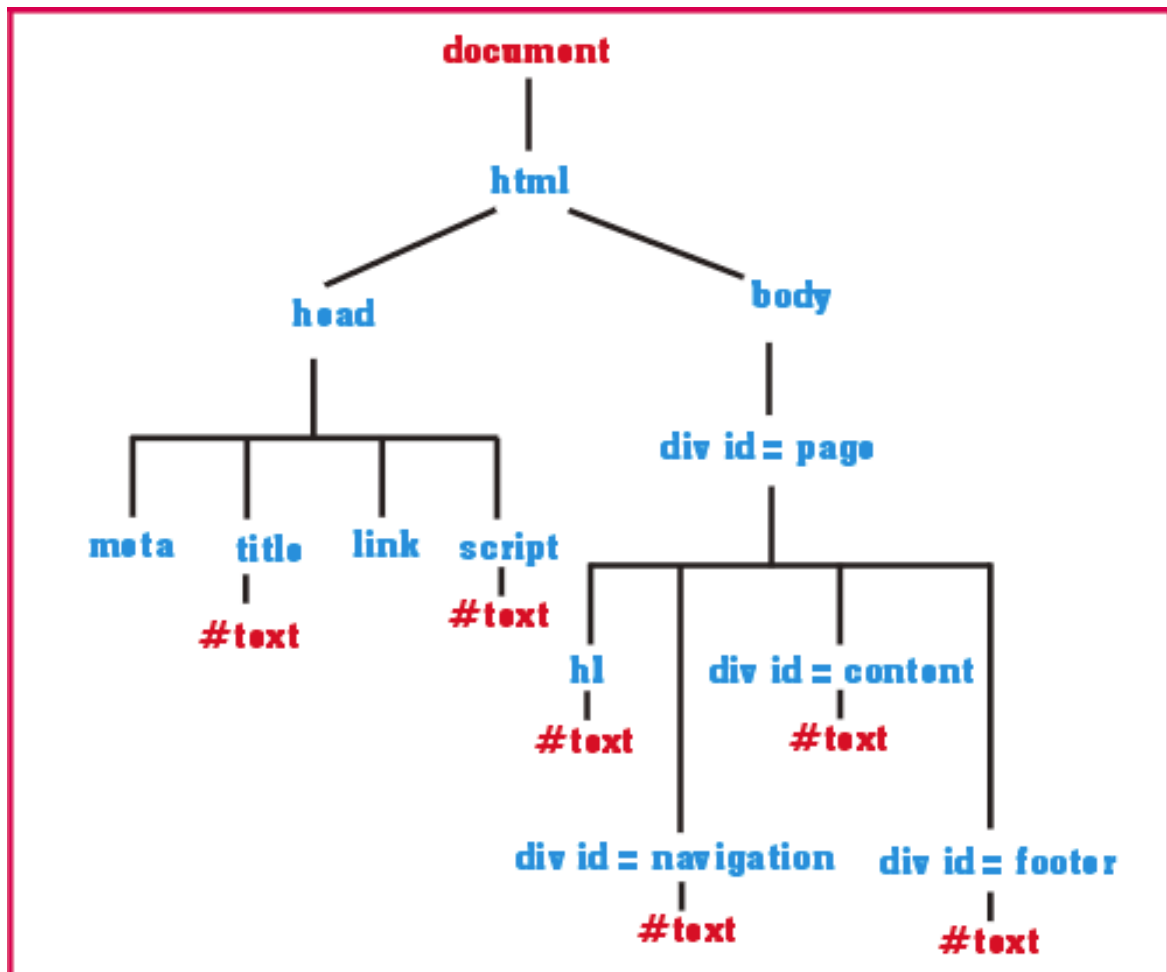 document
html
head
body
div id = page
meta
title
link
script
#text
#text
h1
div id = content
#text
#text
div id = navigation
div id = footer
#text
#text